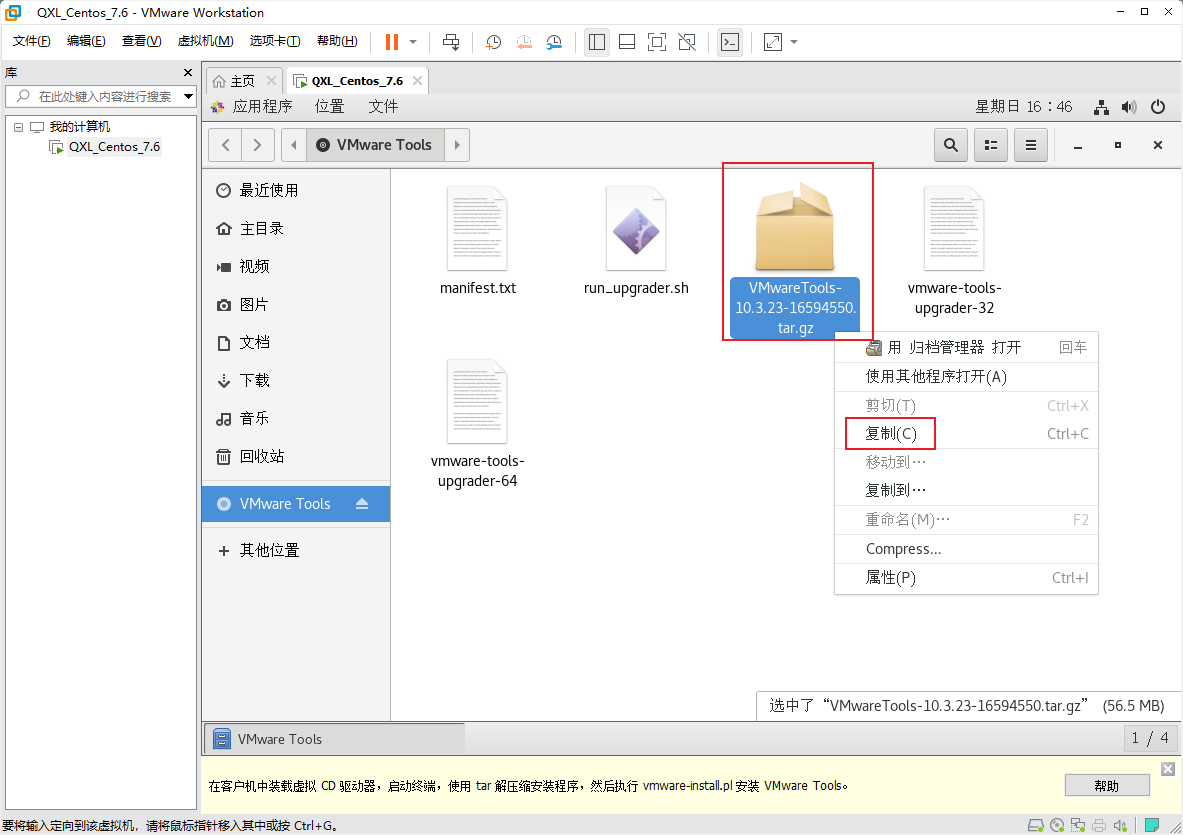 QXL_Centos_7.6 - VMware Workstation
文件(F) 编辑(E) 查看(V) 虚拟机(M) 选项卡(T) 帮助(H)
库
在此处键入内容进行搜索
我的计算机
QXL_Centos_7.6
主页 QXL_Centos_7.6
应用程序 位置 文件 星期日 16：46
VMware Tools
最近使用
主目录
视频
图片
文档
下载
音乐
回收站
VMware Tools
其他位置
manifest.txt
run_upgrader.sh
VMwareTools-
10.3.23-16594550.
tar.gz
vmware-tools-
upgrader-32
vmware-tools-
upgrader-64
用 归档管理器 打开 回车
使用其他程序打开(A)
剪切(T) Ctrl+X
复制(C) Ctrl+C
移动到…
复制到…
重命名(M)… F2
Compress...
属性(P) Ctrl+I
选中了“VMwareTools-10.3.23-16594550.tar.gz” (56.5 MB)
VMware Tools 1 / 4
在客户机中装载虚拟 CD 驱动器，启动终端，使用 tar 解压缩安装程序，然后执行 vmware-install.pl 安装 VMware Tools。
帮助
要将输入定向到该虚拟机，请将鼠标指针移入其中或按 Ctrl+G。